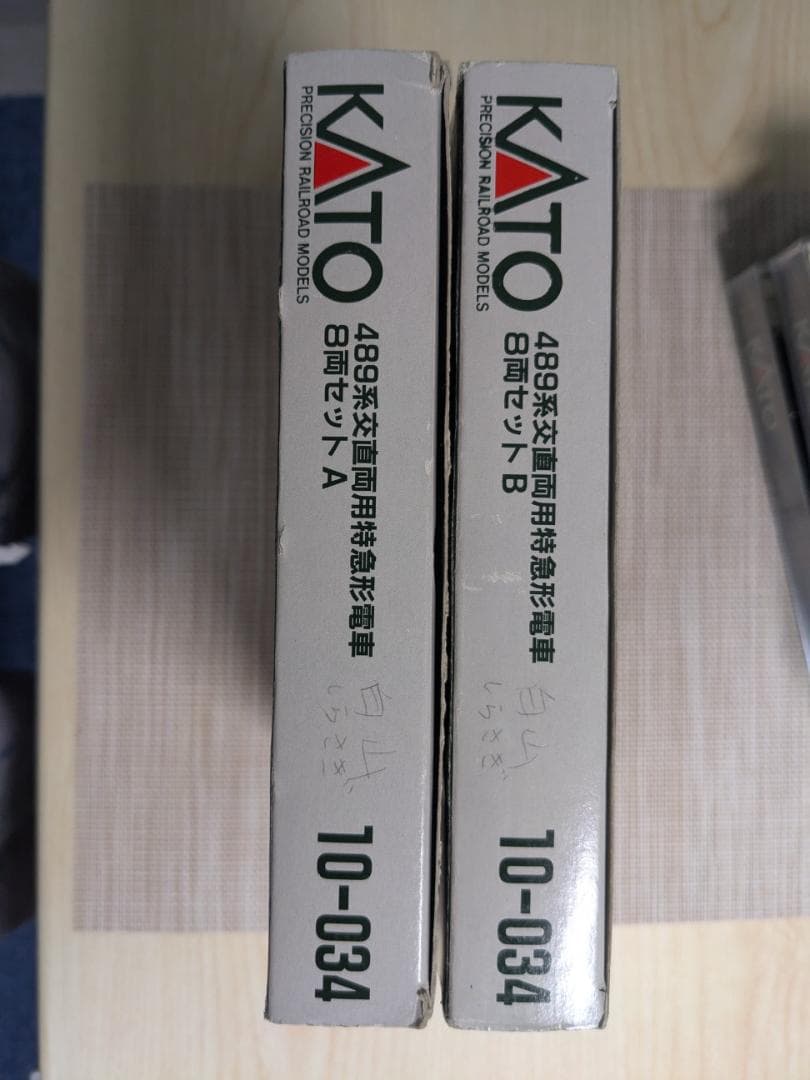 KATO
PRECISION RAILROAD MODELS
489系交直両用特急形電車
8両セット A
白山
しらさぎ
10-034
KATO
PRECISION RAILROAD MODELS
489系交直両用特急形電車
8両セット B
白山
しらさぎ
10-034
KATO